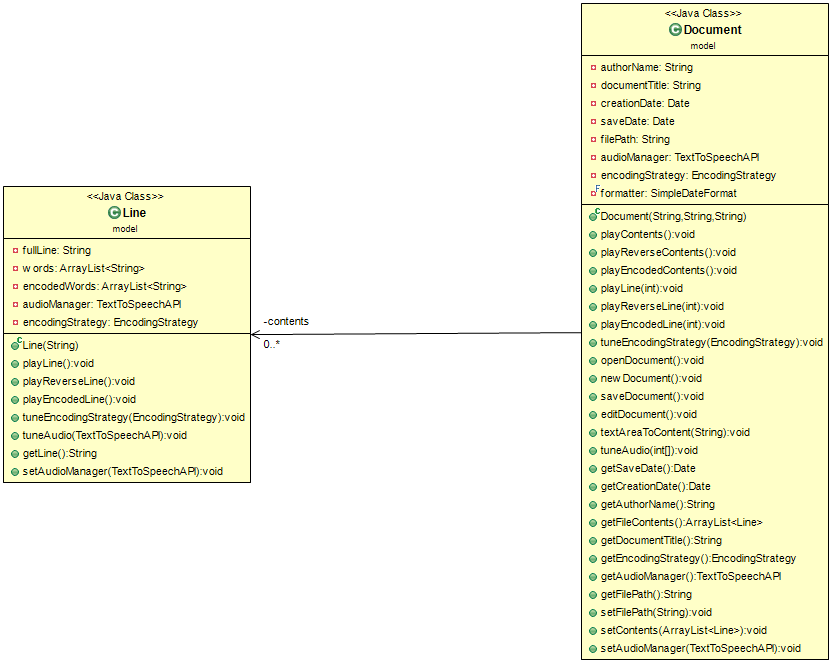 <<Java Class>>
C Line
model
fullLine: String
words: ArrayList<String>
encodedWords: ArrayList<String>
audioManager: TextToSpeechAPI
encodingStrategy: EncodingStrategy
C Line(String)
playLine():void
playReverseLine():void
playEncodedLine():void
tuneEncodingStrategy(EncodingStrategy):void
tuneAudio(TextToSpeechAPI):void
getLine():String
setAudioManager(TextToSpeechAPI):void
-contents
0..*
<<Java Class>>
C Document
model
authorName: String
documentTitle: String
creationDate: Date
saveDate: Date
filePath: String
audioManager: TextToSpeechAPI
encodingStrategy: EncodingStrategy
F formatter: SimpleDateFormat
C Document(String,String,String)
playContents():void
playReverseContents():void
playEncodedContents():void
playLine(int):void
playReverseLine(int):void
playEncodedLine(int):void
tuneEncodingStrategy(EncodingStrategy):void
openDocument():void
newDocument():void
saveDocument():void
editDocument():void
textAreaToContent(String):void
tuneAudio(int[]):void
getSaveDate():Date
getCreationDate():Date
getAuthorName():String
getFileContents():ArrayList<Line>
getDocumentTitle():String
getEncodingStrategy():EncodingStrategy
getAudioManager():TextToSpeechAPI
getFilePath():String
setFilePath(String):void
setContents(ArrayList<Line>):void
setAudioManager(TextToSpeechAPI):void